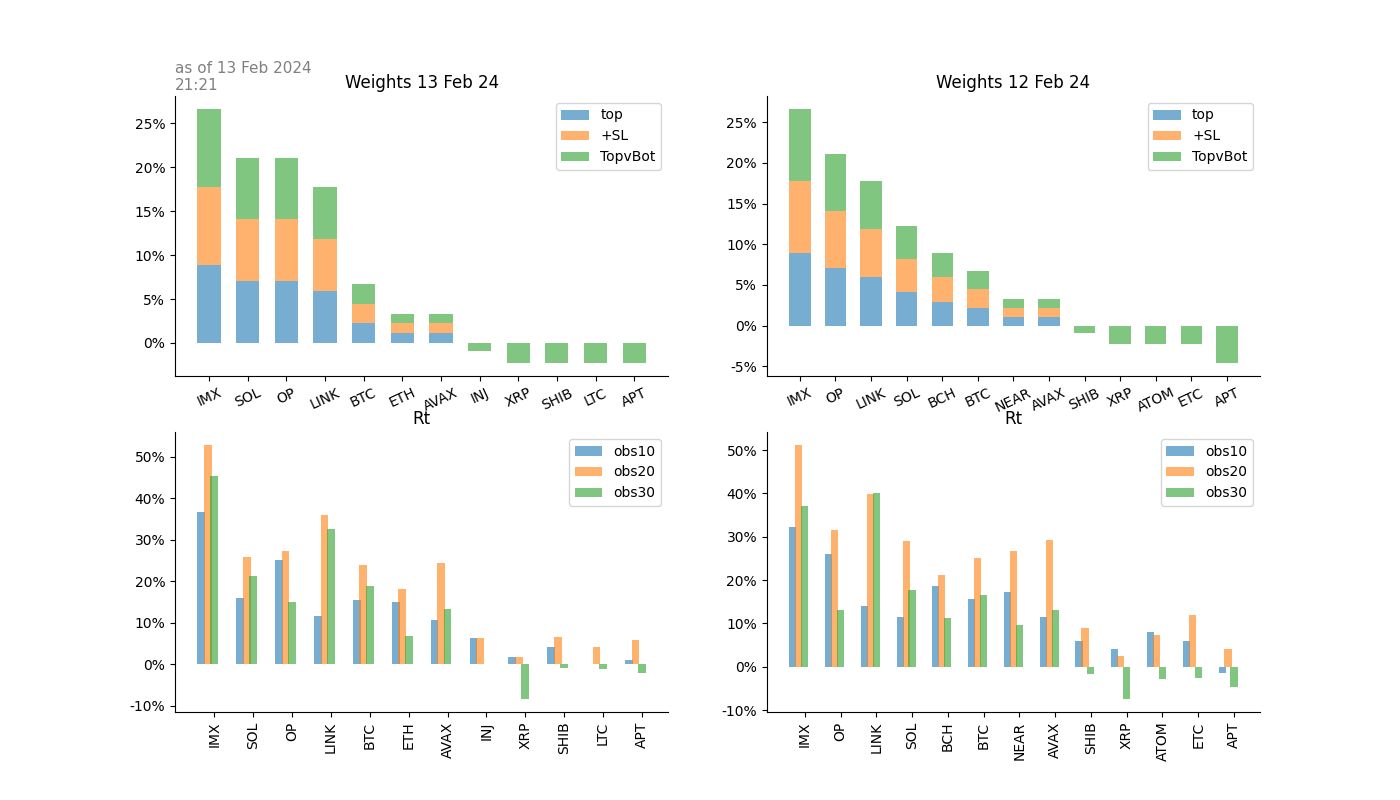 as of 13 Feb 2024
21:21
Weights 13 Feb 24
25%
20%
15%
10%
5%
0%
top
+SL
TopvBot
IMX SOL OP LINK BTC ETH AVAX INJ XRP SHIB LTC APT
Weights 12 Feb 24
25%
20%
15%
10%
5%
0%
-5%
top
+SL
TopvBot
IMX OP LINK SOL BCH BTC NEAR AVAX SHIB XRP ATOM ETC APT
Rt
50%
40%
30%
20%
10%
0%
-10%
obs10
obs20
obs30
IMX SOL OP LINK BTC ETH AVAX INJ XRP SHIB LTC APT
Rt
50%
40%
30%
20%
10%
0%
-10%
obs10
obs20
obs30
IMX OP LINK SOL BCH BTC NEAR AVAX SHIB XRP ATOM ETC APT